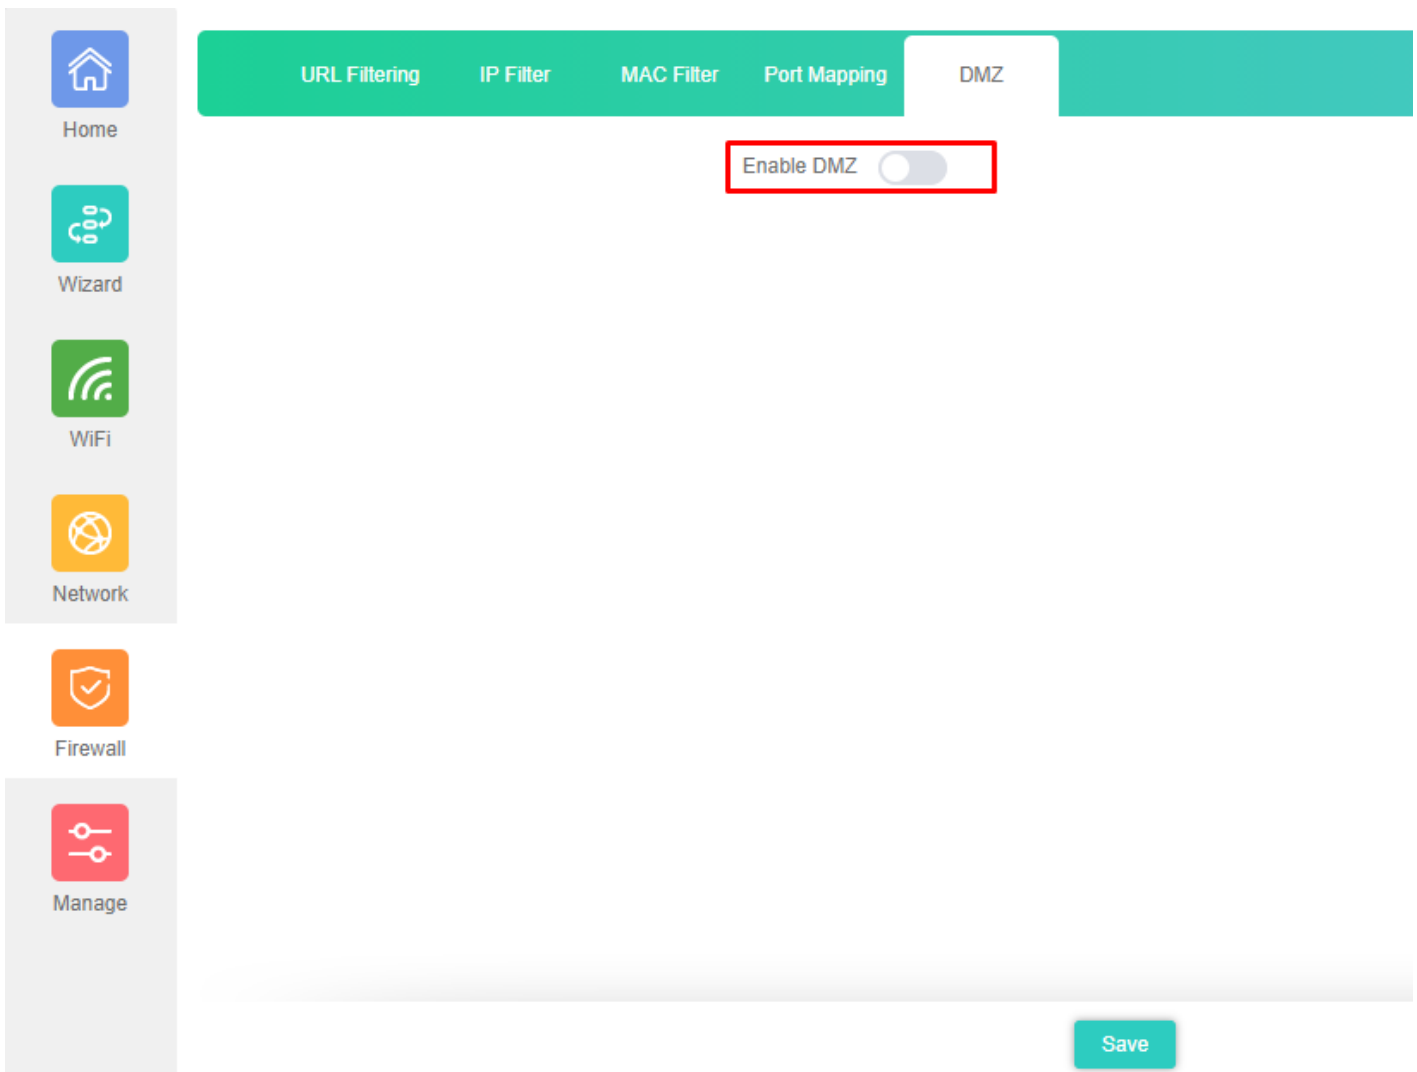 Home
Wizard
WiFi
Network
Firewall
Manage
URL Filtering IP Filter MAC Filter Port Mapping DMZ
Enable DMZ
Save